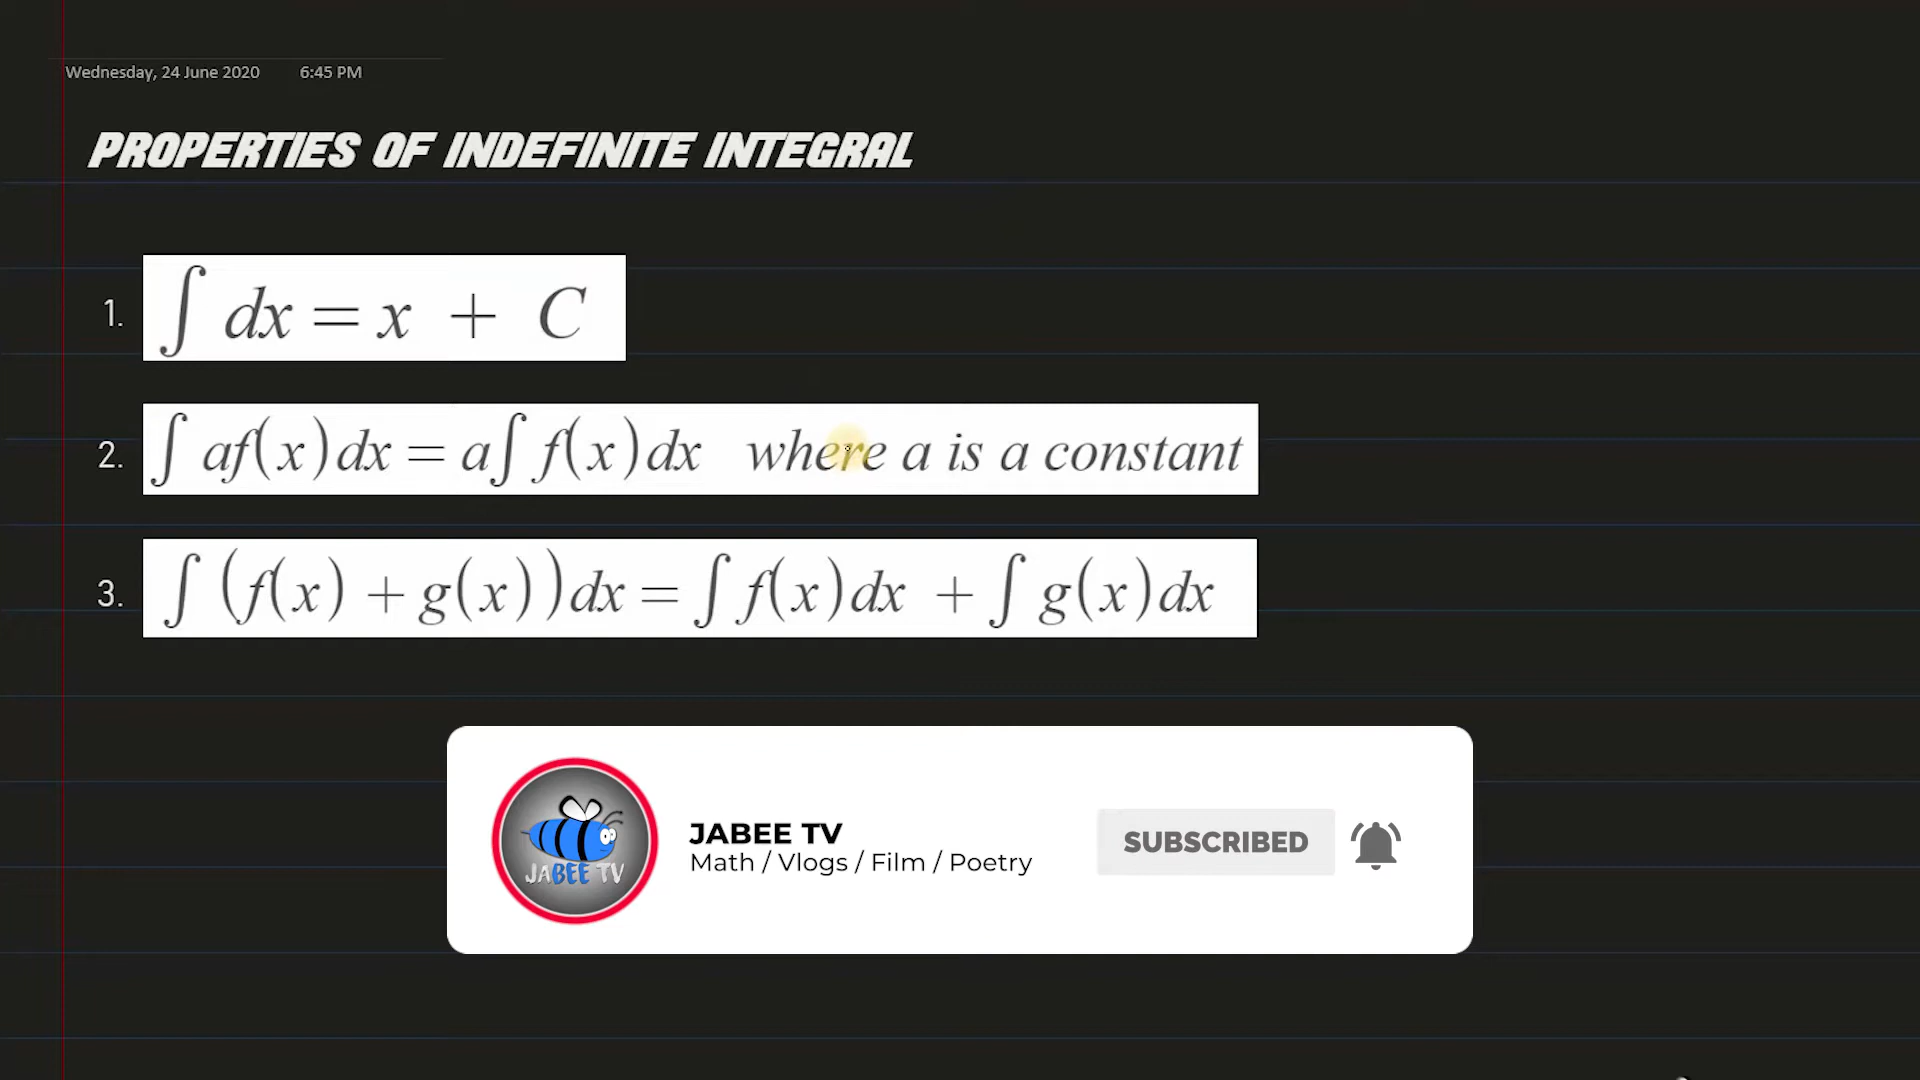 Wednesday, 24 June 2020 6:45 PM
PROPERTIES OF INDEFINITE INTEGRAL
1. ∫ dx = x + C
2. ∫ af(x)dx = a∫ f(x)dx where a is a constant
3. ∫ (f(x) + g(x))dx = ∫ f(x)dx + ∫ g(x)dx
JABEE TV
JABEE TV
Math / Vlogs / Film / Poetry
SUBSCRIBED